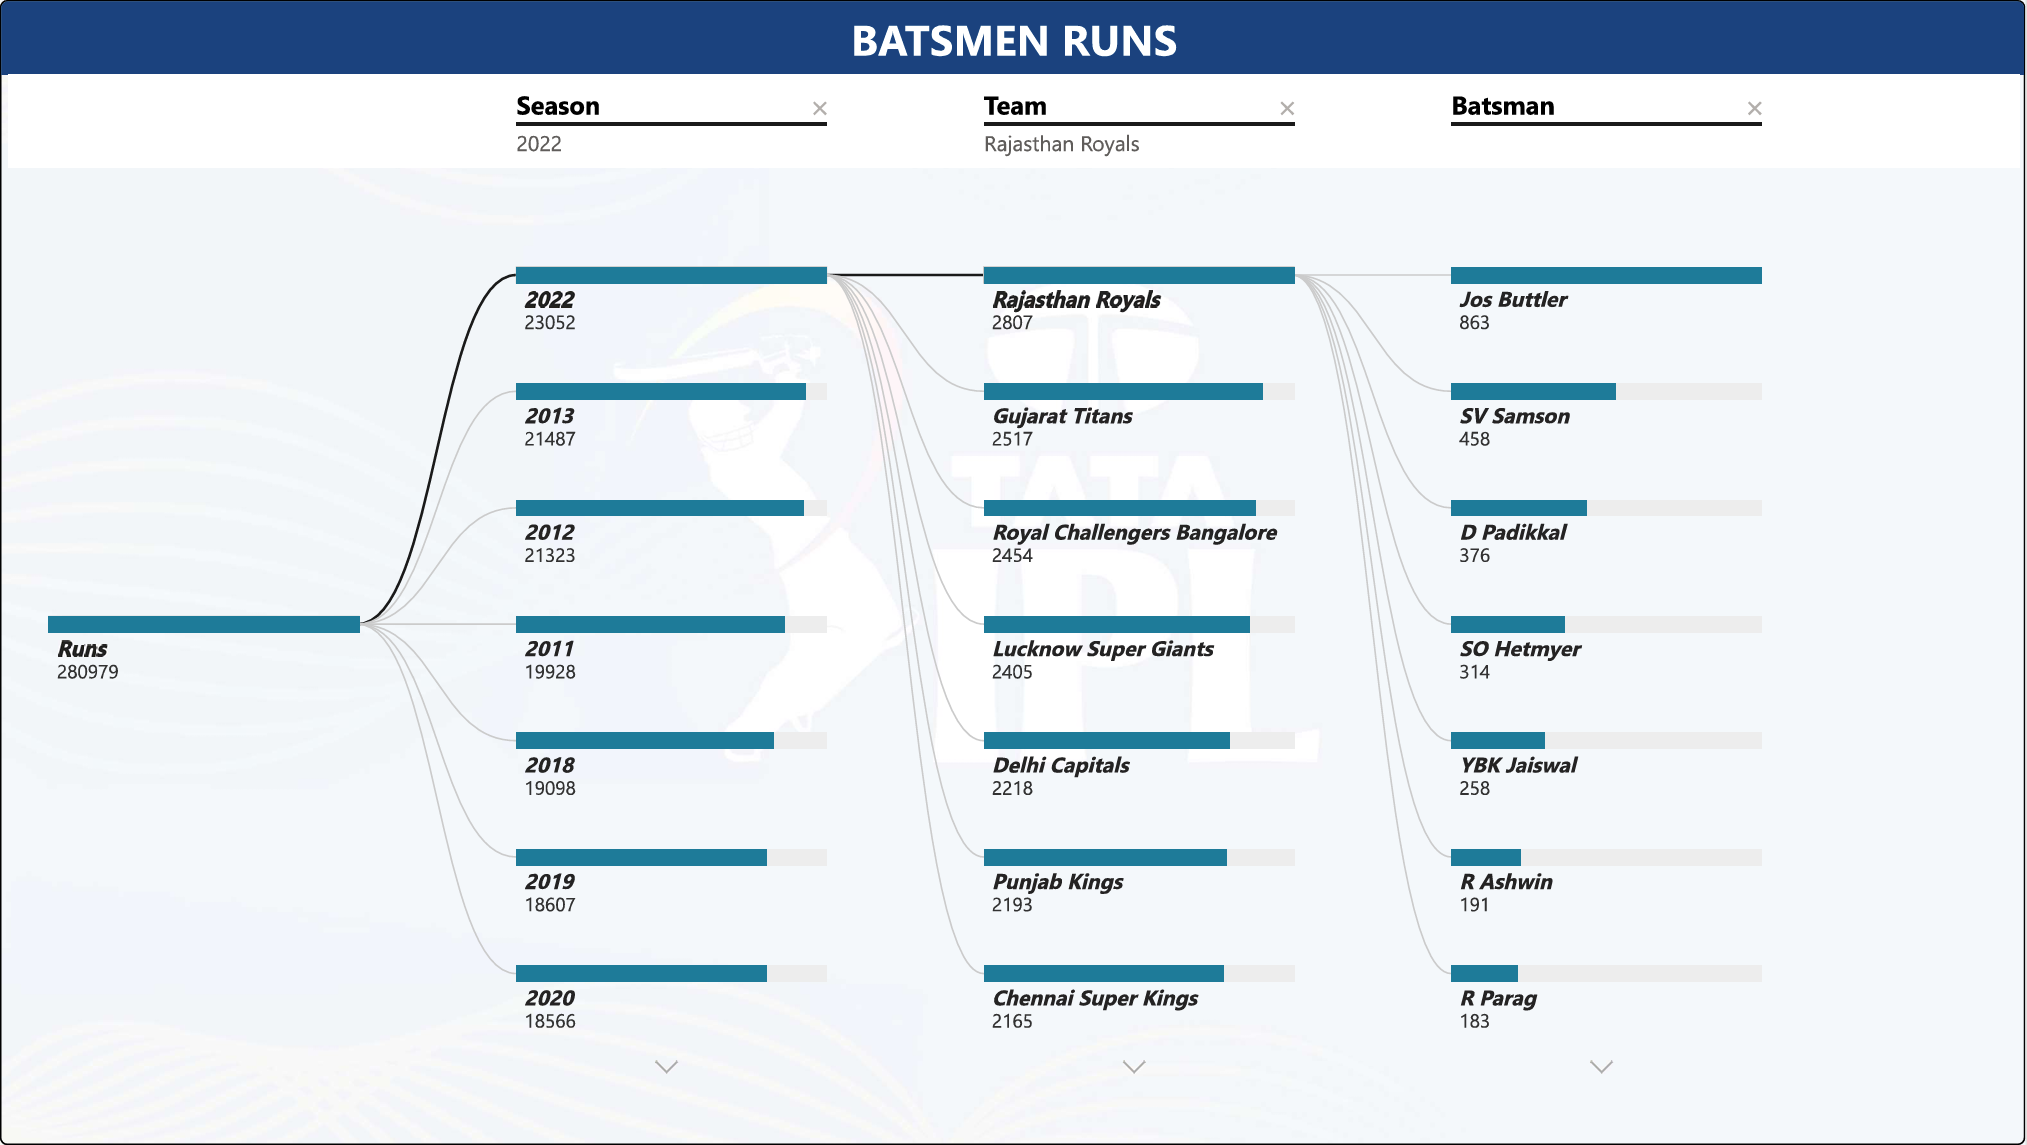 BATSMEN RUNS
Season
2022
Team
Rajasthan Royals
Batsman
Runs
280979
2022
23052
2013
21487
2012
21323
2011
19928
2018
19098
2019
18607
2020
18566
Rajasthan Royals
2807
Gujarat Titans
2517
Royal Challengers Bangalore
2454
Lucknow Super Giants
2405
Delhi Capitals
2218
Punjab Kings
2193
Chennai Super Kings
2165
Jos Buttler
863
SV Samson
458
D Padikkal
376
SO Hetmyer
314
YBK Jaiswal
258
R Ashwin
191
R Parag
183
TATA
IPL